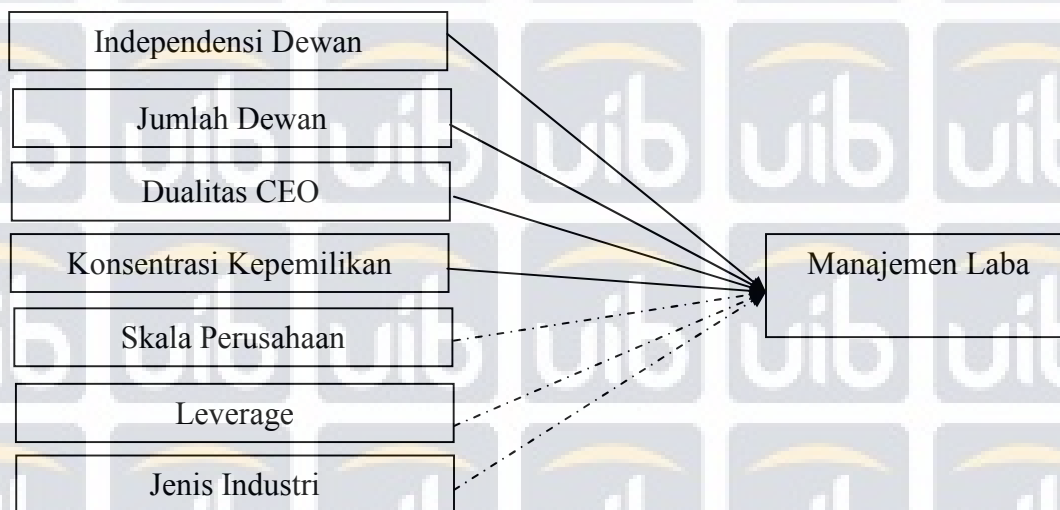 Independensi Dewan
Jumlah Dewan
Dualitas CEO
Konsentrasi Kepemilikan
Manajemen Laba
Skala Perusahaan
Leverage
Jenis Industri